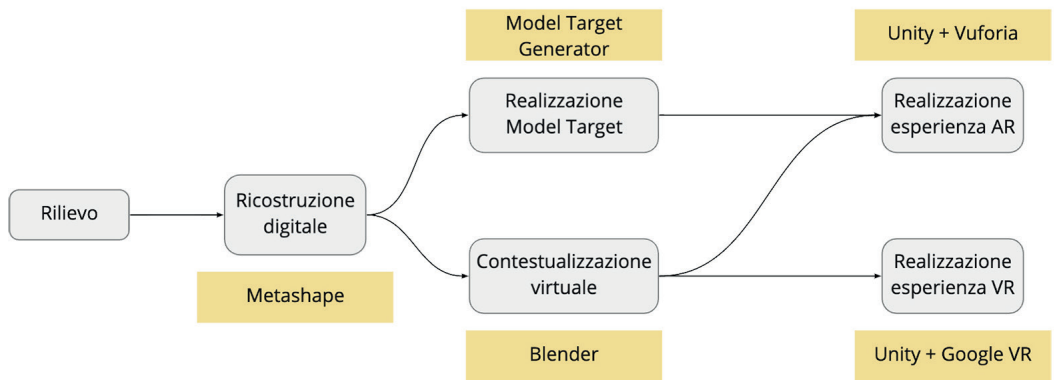 Model Target
Generator
Unity + Vuforia
Realizzazione
Model Target
Realizzazione
esperienza AR
Rilievo
Ricostruzione
digitale
Metashape
Contestualizzazione
virtuale
Realizzazione
esperienza VR
Blender
Unity + Google VR